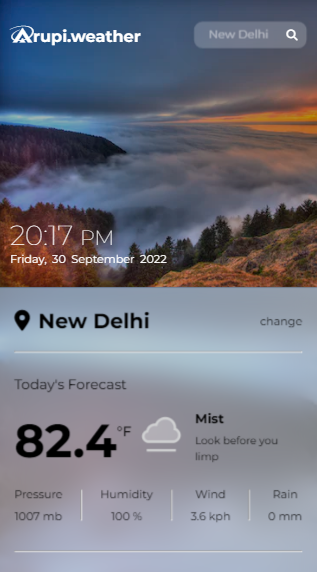 Arupi.weather
New Delhi
20:17 PM
Friday, 30 September 2022
New Delhi
change
Today's Forecast
82.4 °F
Mist
Look before you
limp
Pressure Humidity Wind Rain
1007 mb 100 % 3.6 kph 0 mm